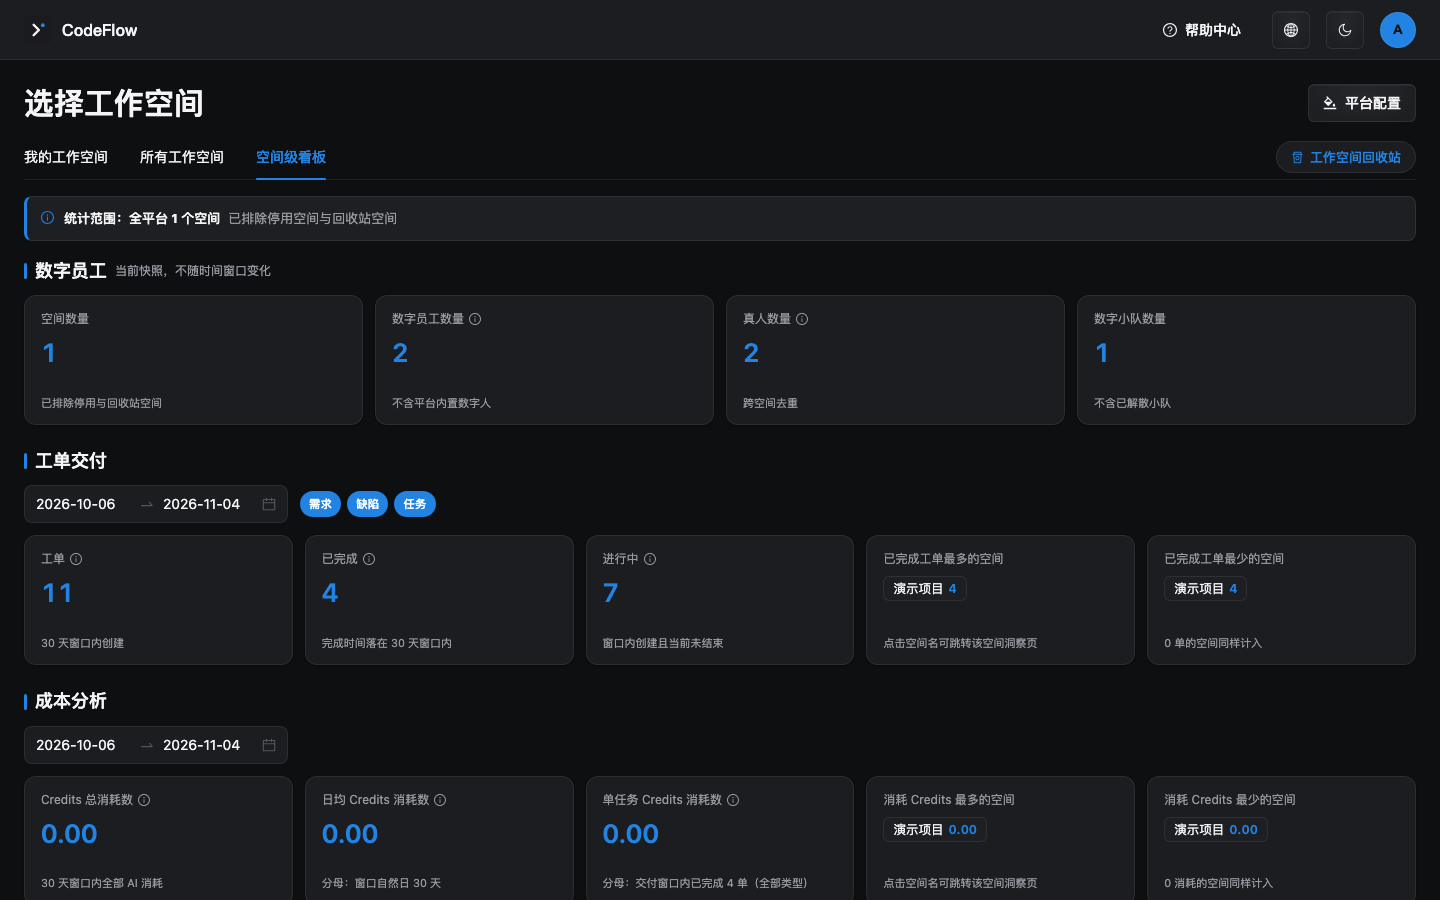 CodeFlow
帮助中心
A
选择工作空间
平台配置
我的工作空间
所有工作空间
空间级看板
工作空间回收站
统计范围：全平台 1 个空间 已排除停用空间与回收站空间
数字员工 当前快照，不随时间窗口变化
空间数量
1
已排除停用与回收站空间
数字员工数量
2
不含平台内置数字人
真人数量
2
跨空间去重
数字小队数量
1
不含已解散小队
工单交付
2026-10-06
2026-11-04
需求
缺陷
任务
工单
11
30 天窗口内创建
已完成
4
完成时间落在 30 天窗口内
进行中
7
窗口内创建且当前未结束
已完成工单最多的空间
演示项目 4
点击空间名可跳转该空间洞察页
已完成工单最少的空间
演示项目 4
0 单的空间同样计入
成本分析
2026-10-06
2026-11-04
Credits 总消耗数
0.00
30 天窗口内全部 AI 消耗
日均 Credits 消耗数
0.00
分母：窗口自然日 30 天
单任务 Credits 消耗数
0.00
分母：交付窗口内已完成 4 单（全部类型）
消耗 Credits 最多的空间
演示项目 0.00
点击空间名可跳转该空间洞察页
消耗 Credits 最少的空间
演示项目 0.00
0 消耗的空间同样计入